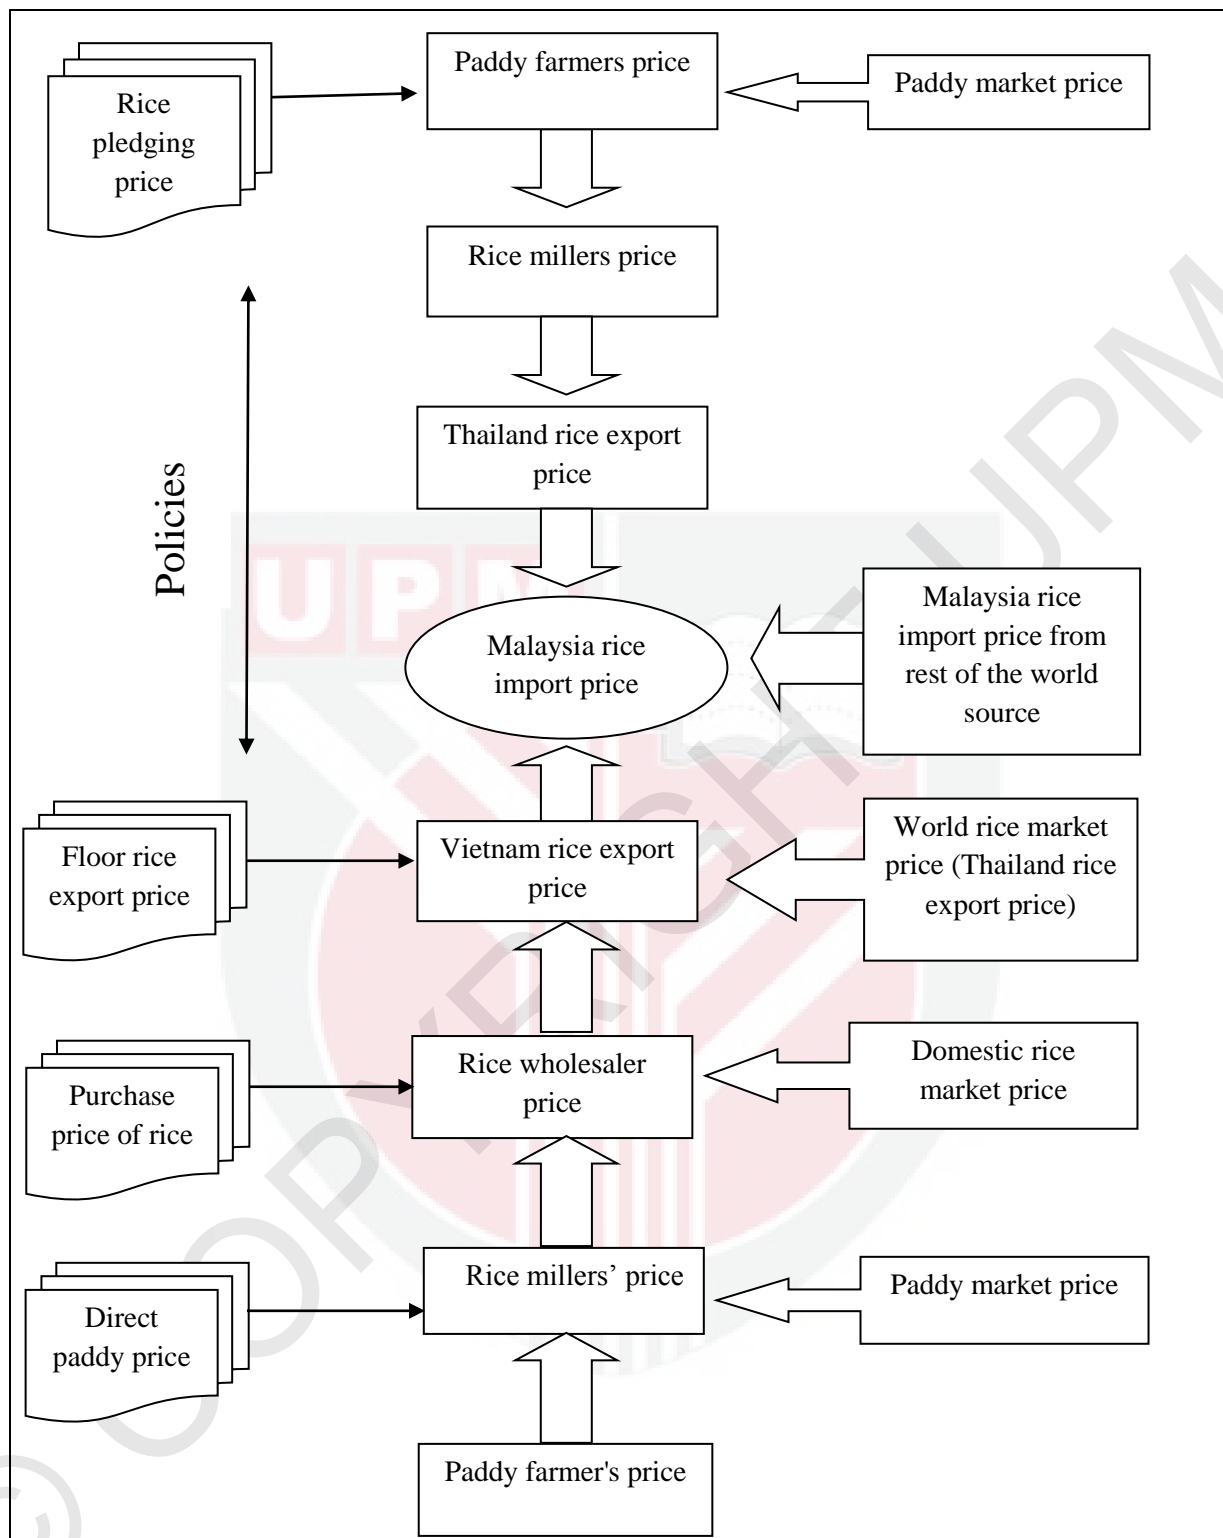 Rice
pledging
price
Paddy farmers price
Paddy market price
Rice millers price
Thailand rice export
price
Policies
UPM
Malaysia rice
import price
Malaysia rice
import price from
rest of the world
source
Floor rice
export price
Vietnam rice export
price
World rice market
price (Thailand rice
export price)
Purchase
price of rice
Rice wholesaler
price
Domestic rice
market price
Direct
paddy price
Rice millers’ price
Paddy market price
Paddy farmer's price
© COPYRIGHT UPM